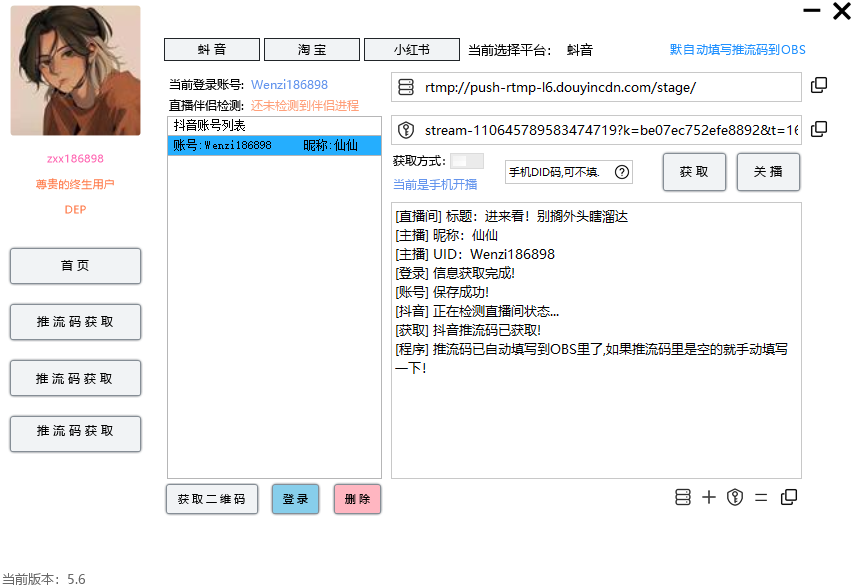 zxx186898
尊贵的终生用户
DEP
首页
推流码获取
推流码获取
推流码获取
当前版本：5.6
抖音 淘宝 小红书 当前选择平台： 抖音 默自动填写推流码到OBS
当前登录账号: Wenzi186898
直播伴侣检测: 还未检测到伴侣进程
抖音账号列表
账号:Wenzi186898 昵称:仙仙
获取二维码 登录 删除
rtmp://push-rtmp-l6.douyincdn.com/stage/
stream-110645789583474719?k=be07ec752efe8892&t=16
获取方式:
当前是手机开播
手机DID码,可不填.
获取 关播
[直播间] 标题：进来看！别搁外头瞎溜达
[主播] 昵称：仙仙
[主播] UID：Wenzi186898
[登录] 信息获取完成!
[账号] 保存成功!
[抖音] 正在检测直播间状态...
[获取] 抖音推流码已获取!
[程序] 推流码已自动填写到OBS里了,如果推流码里是空的就手动填写
一下!